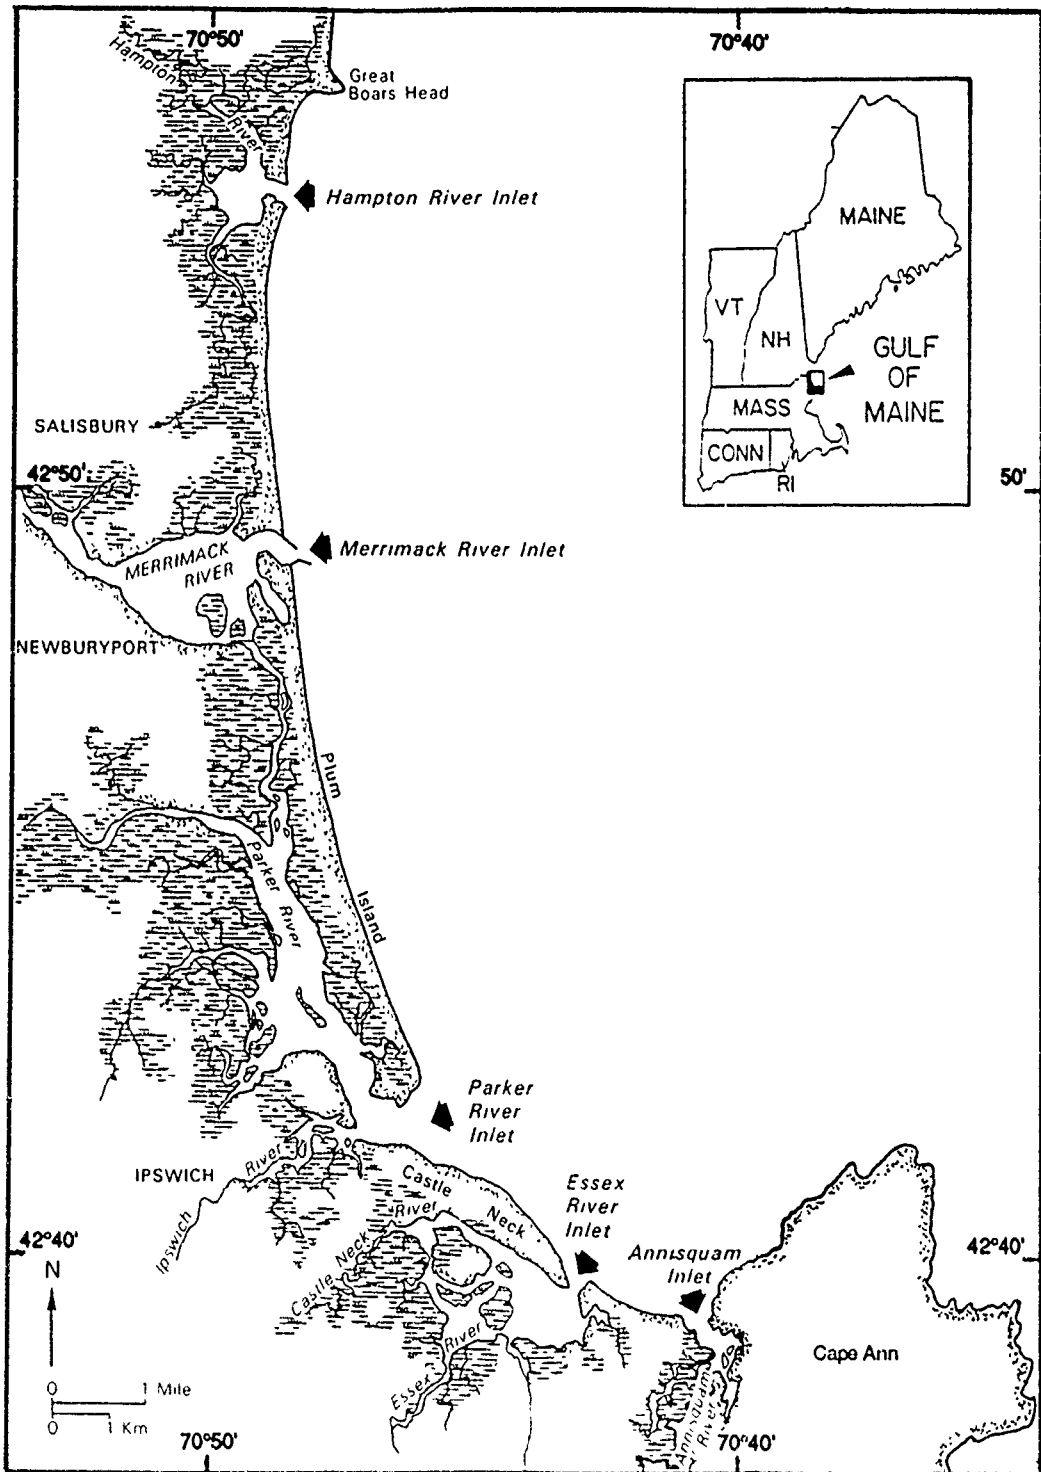 70°50'
70°40'
Hampton
River
Great
Boars Head
Hampton River Inlet
MAINE
VT
NH
GULF
OF
MAINE
MASS
CONN
RI
SALISBURY
42°50'
50'
Merrimack River Inlet
MERRIMACK
RIVER
NEWBURYPORT
Plum
Island
Parker
River
Parker
River
Inlet
IPSWICH
Ipswich
River
Castle
Neck
Castle Neck
River
Essex
River
Inlet
Annisquam
Inlet
42°40'
42°40'
N
Essex
River
Cape Ann
Annisquam
River
0
1 Mile
0
1 Km
70°50'
70°40'